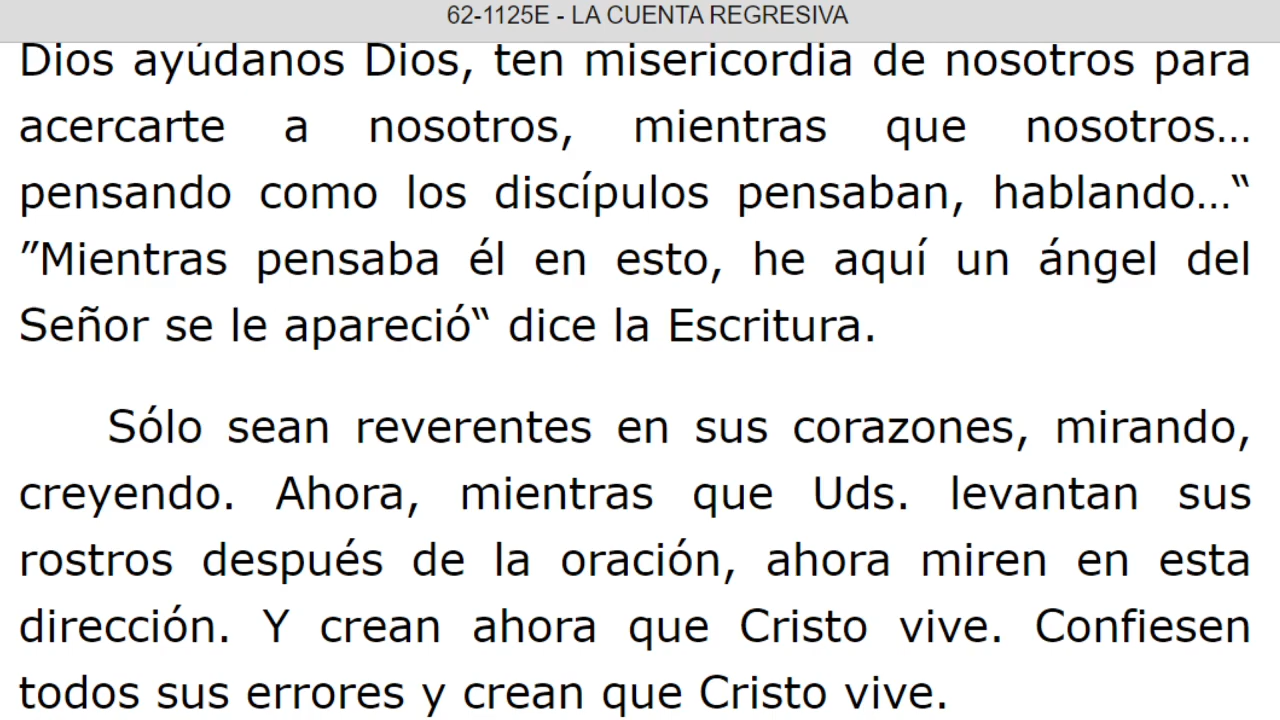 62-1125E - LA CUENTA REGRESIVA
Dios ayúdanos Dios, ten misericordia de nosotros para
acercarte a nosotros, mientras que nosotros…
pensando como los discípulos pensaban, hablando…‟
”Mientras pensaba él en esto, he aquí un ángel del
Señor se le apareció‟ dice la Escritura.
Sólo sean reverentes en sus corazones, mirando,
creyendo. Ahora, mientras que Uds. levantan sus
rostros después de la oración, ahora miren en esta
dirección. Y crean ahora que Cristo vive. Confiesen
todos sus errores y crean que Cristo vive.